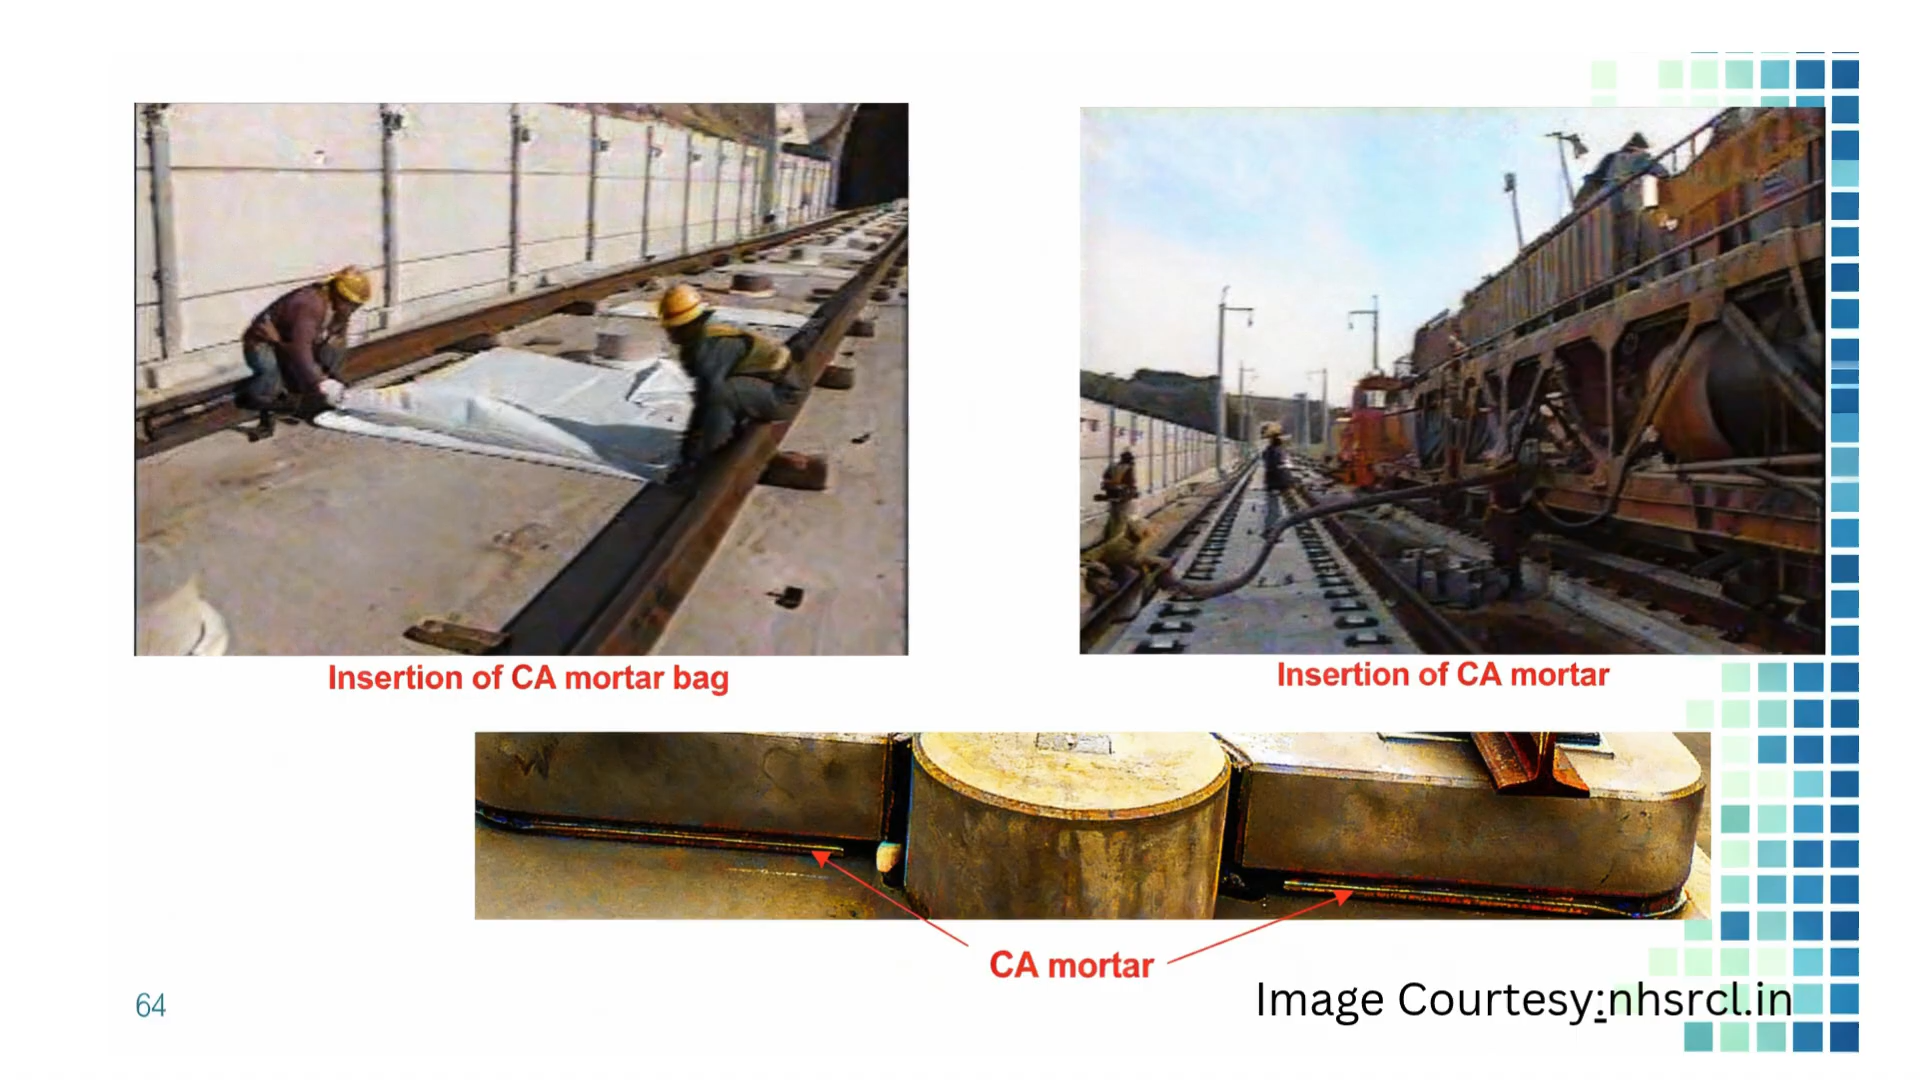 Insertion of CA mortar bag
Insertion of CA mortar
CA mortar
64
Image Courtesy:nhsrcl.in